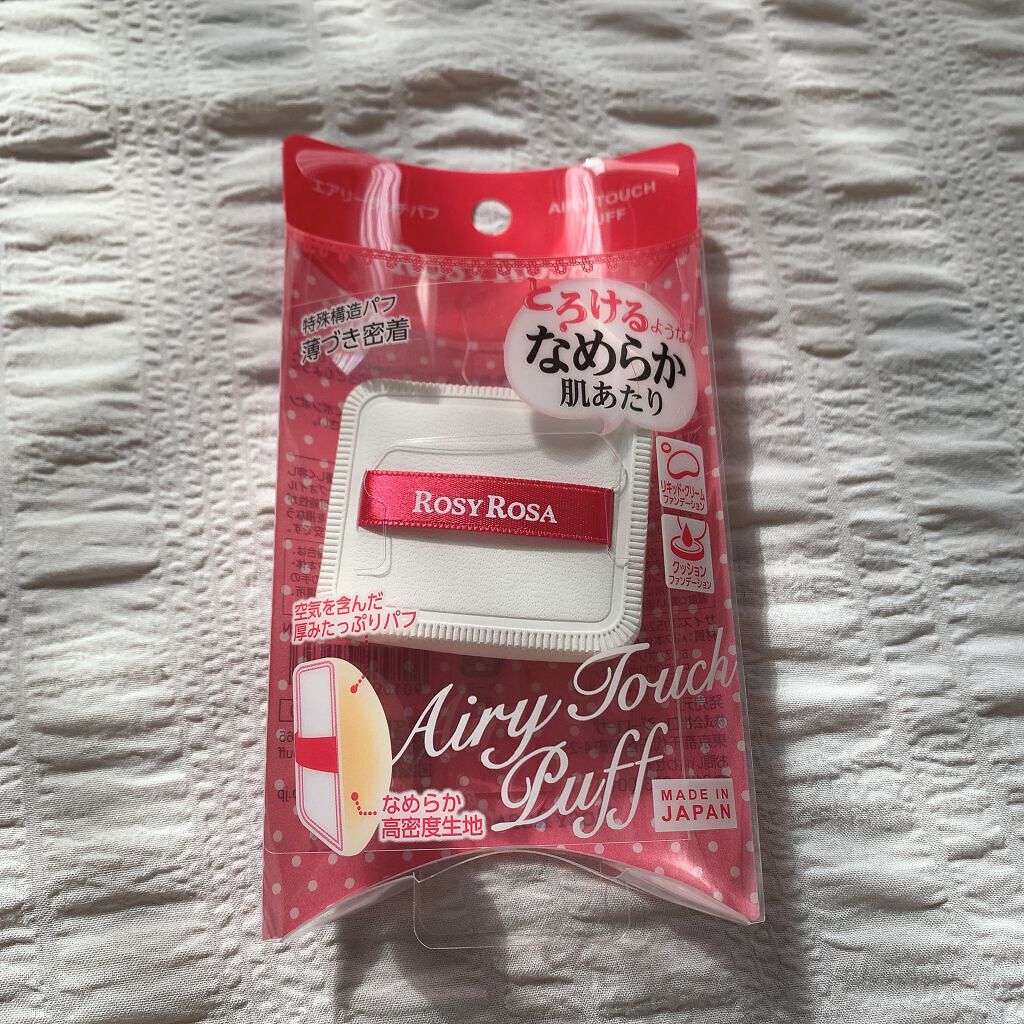 エアリータッチパフ
AIRY TOUCH
PUFF
特殊構造パフ
薄づき密着
とろけるような
なめらか
肌あたり
ROSY ROSA
リキッド・クリーム
ファンデーション
クッション
ファンデーション
空気を含んだ
厚みたっぷりパフ
Airy Touch
Puff
なめらか
高密度生地
MADE IN
JAPAN